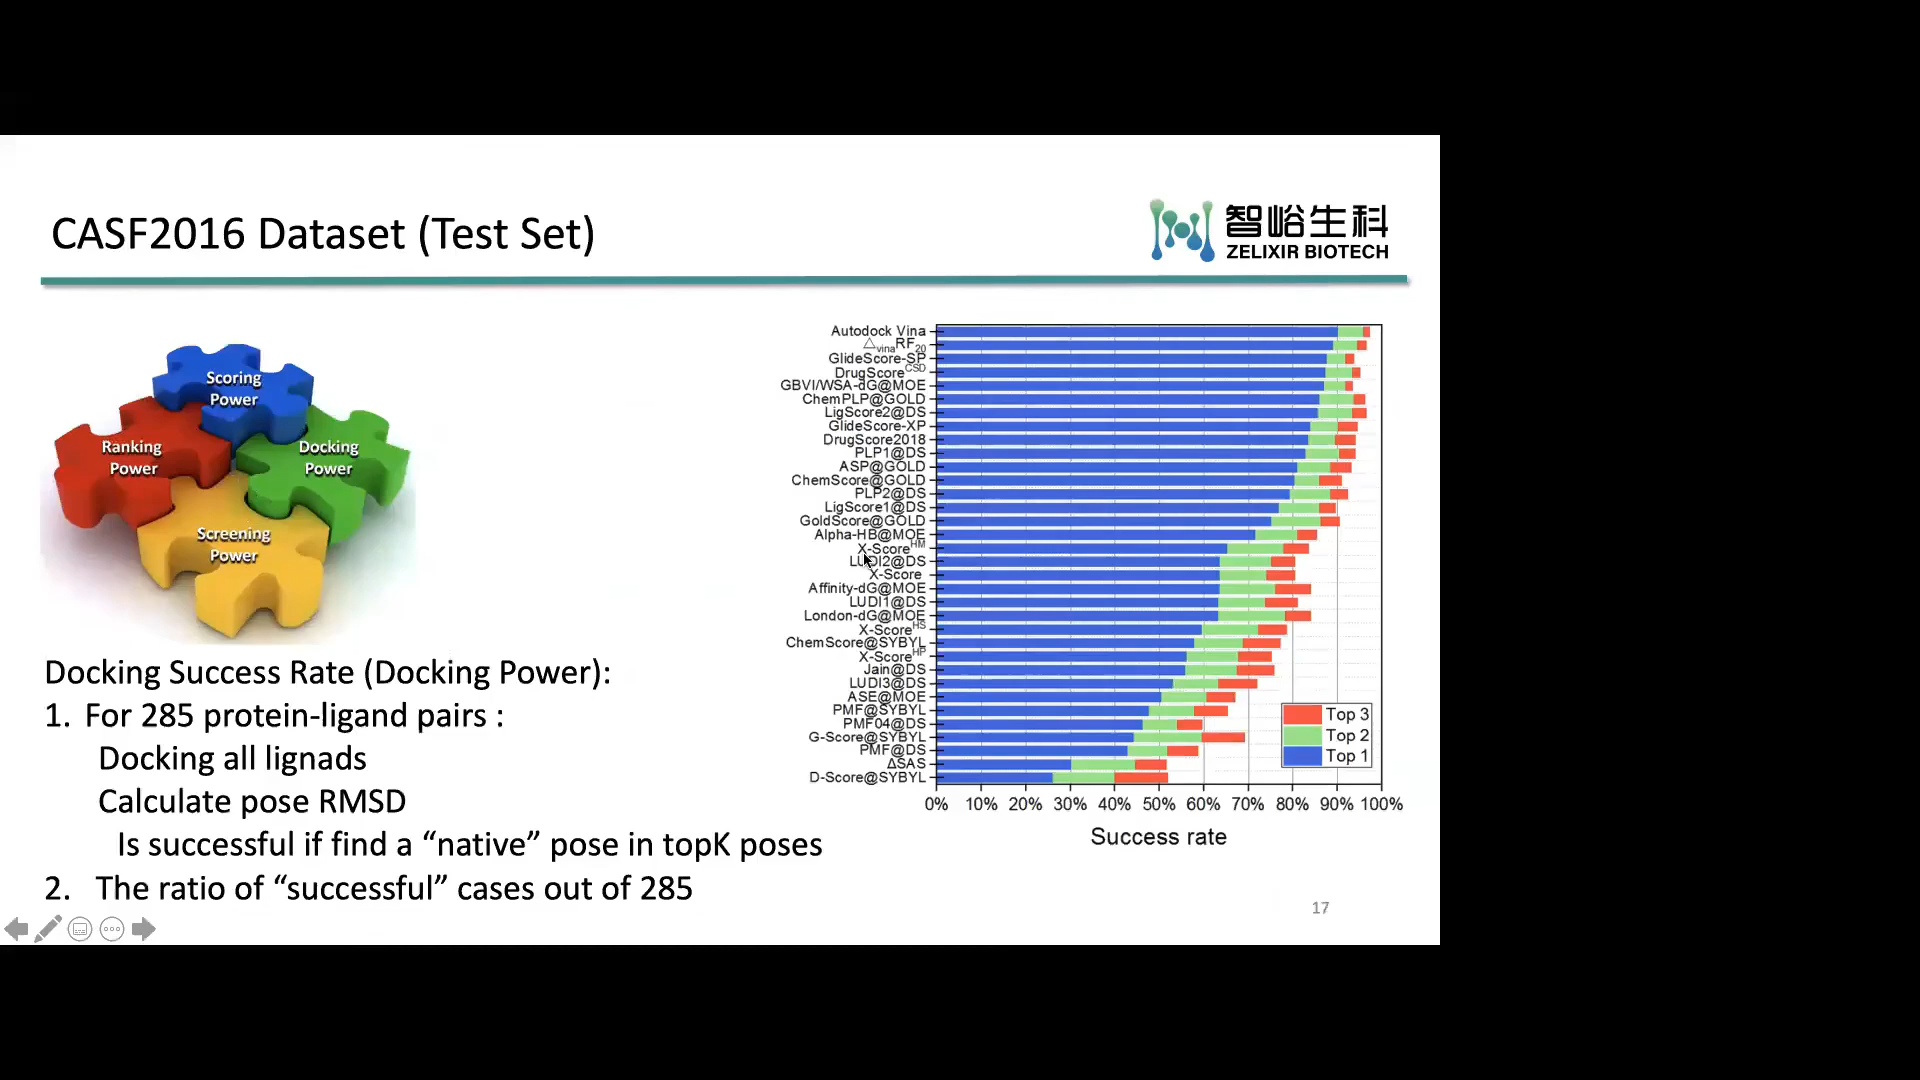 CASF2016 Dataset (Test Set)
智峪生科
ZELIXIR BIOTECH
Scoring
Power
Ranking
Power
Docking
Power
Screening
Power
Docking Success Rate (Docking Power):
1. For 285 protein-ligand pairs :
Docking all lignads
Calculate pose RMSD
Is successful if find a “native” pose in topK poses
2. The ratio of “successful” cases out of 285
Autodock Vina
△vinaRF20
GlideScore-SP
DrugScoreCSD
GBVI/WSA-dG@MOE
ChemPLP@GOLD
LigScore2@DS
GlideScore-XP
DrugScore2018
PLP1@DS
ASP@GOLD
ChemScore@GOLD
PLP2@DS
LigScore1@DS
GoldScore@GOLD
Alpha-HB@MOE
X-ScoreHM
LUDI2@DS
X-Score
Affinity-dG@MOE
LUDI1@DS
London-dG@MOE
X-ScoreHS
ChemScore@SYBYL
X-ScoreHP
Jain@DS
LUDI3@DS
ASE@MOE
PMF@SYBYL
PMF04@DS
G-Score@SYBYL
PMF@DS
ΔSAS
D-Score@SYBYL
Top 3
Top 2
Top 1
0% 10% 20% 30% 40% 50% 60% 70% 80% 90% 100%
Success rate
17